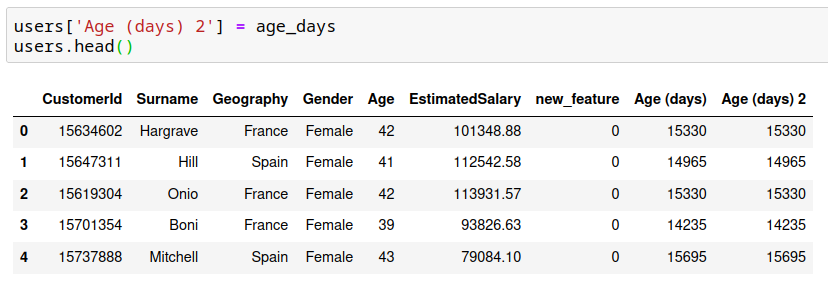 users['Age (days) 2'] = age_days
users.head()
CustomerId Surname Geography Gender Age EstimatedSalary new_feature Age (days) Age (days) 2
0 15634602 Hargrave France Female 42 101348.88 0 15330 15330
1 15647311 Hill Spain Female 41 112542.58 0 14965 14965
2 15619304 Onio France Female 42 113931.57 0 15330 15330
3 15701354 Boni France Female 39 93826.63 0 14235 14235
4 15737888 Mitchell Spain Female 43 79084.10 0 15695 15695